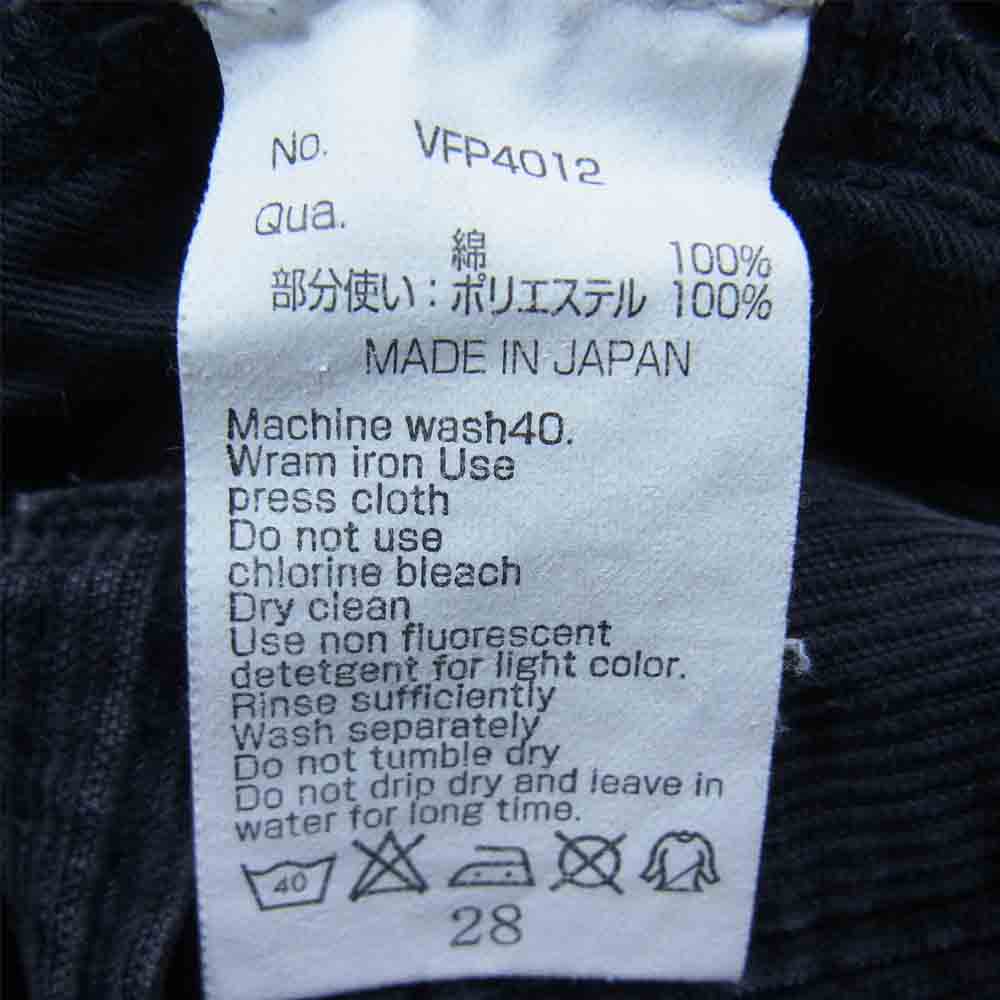 No. VFP4012
Qua.
綿 100%
部分使い：ポリエステル 100%
MADE IN JAPAN
Machine wash40.
Wram iron Use
press cloth
Do not use
chlorine bleach
Dry clean
Use non fluorescent
detetgent for light color.
Rinse sufficiently
Wash separately
Do not tumble dry
Do not drip dry and leave in
water for long time.
40
28